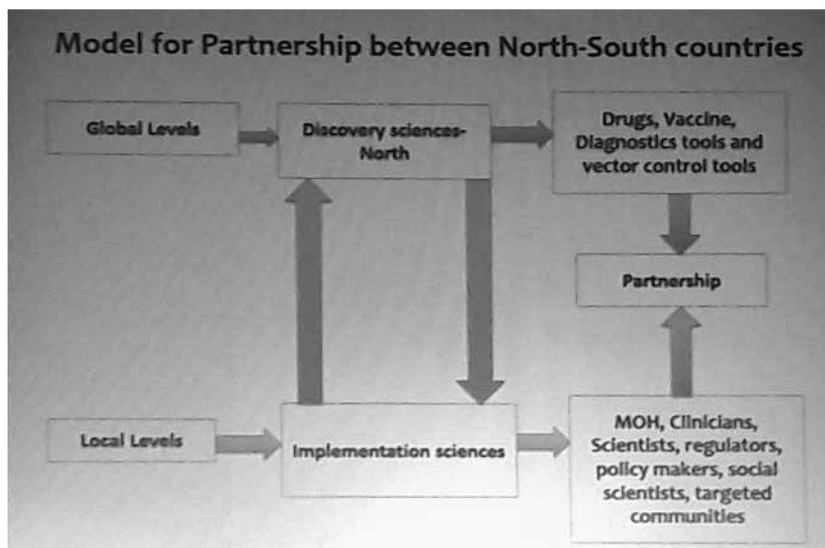 Model for Partnership between North-South countries
Global Levels
Discovery sciences-
North
Drugs, Vaccine,
Diagnostics tools and
vector control tools
Partnership
Local Levels
Implementation sciences
MOH, Clinicians,
Scientists, regulators,
policy makers, social
scientists, targeted
communities